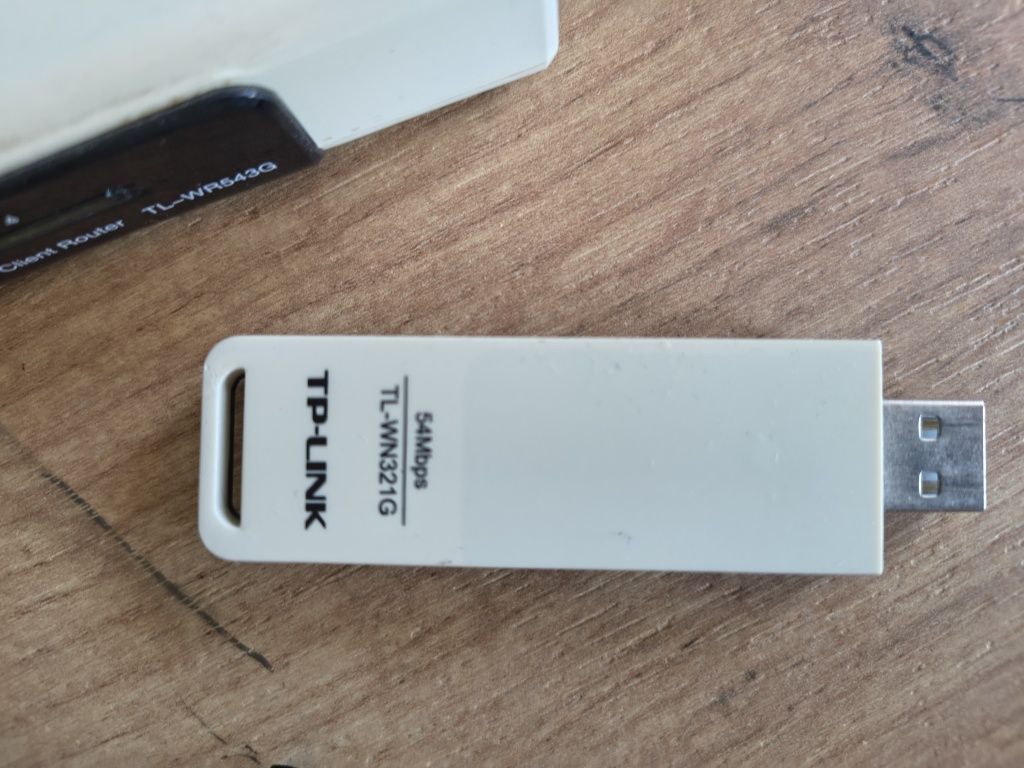 TL-WR543G
Client Router
TP-LINK
54Mbps
TL-WN321G